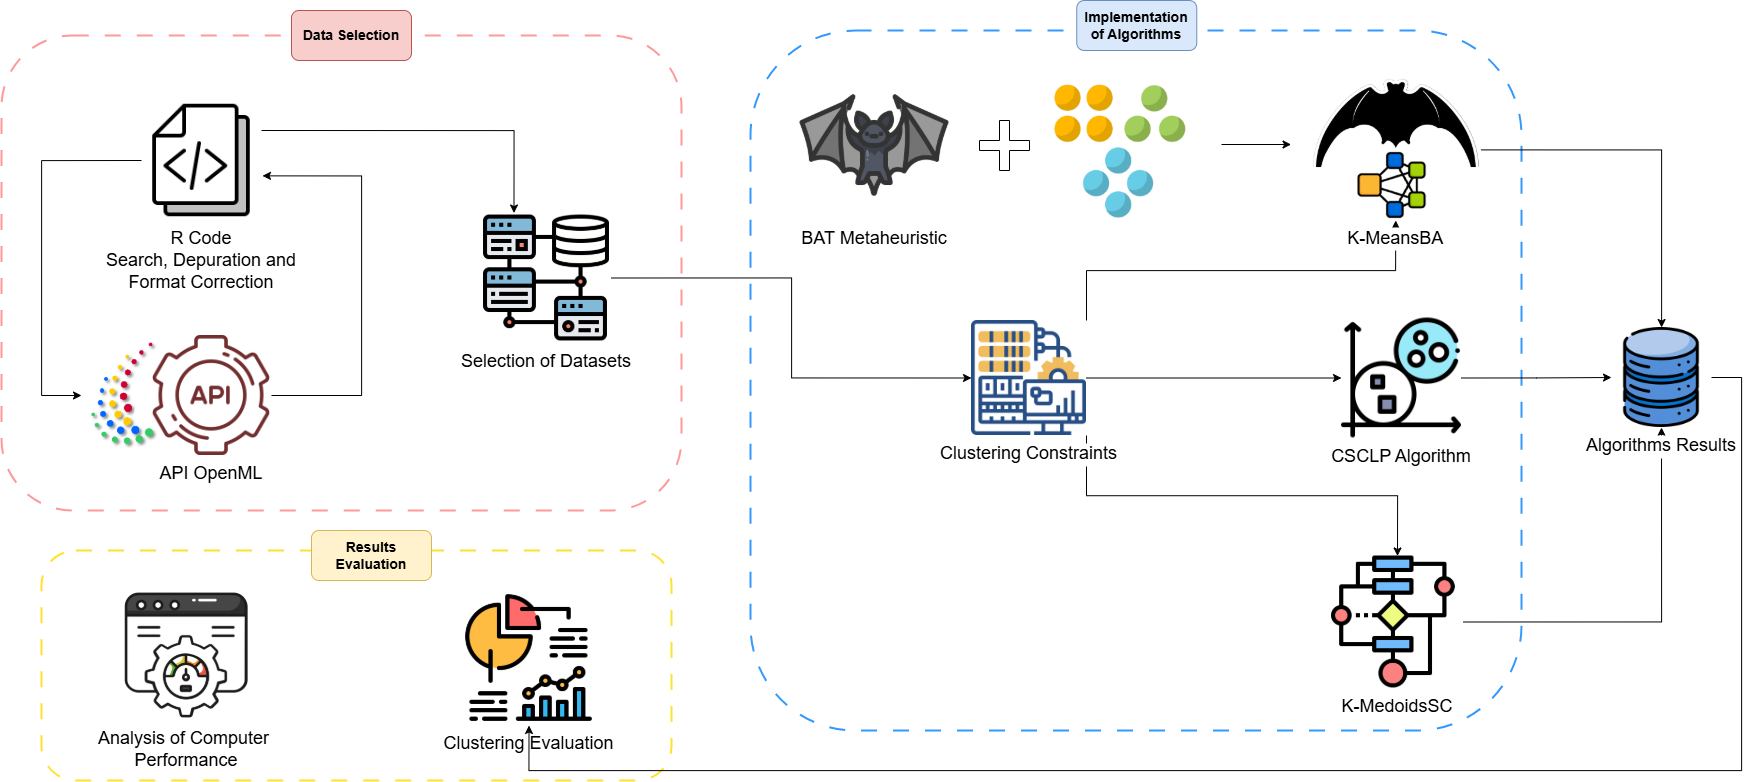 Data Selection
R Code
Search, Depuration and
Format Correction
API
API OpenML
Selection of Datasets
Implementation
of Algorithms
BAT Metaheuristic
K-MeansBA
Clustering Constraints
CSCLP Algorithm
Algorithms Results
K-MedoidsSC
Results
Evaluation
Analysis of Computer
Performance
Clustering Evaluation